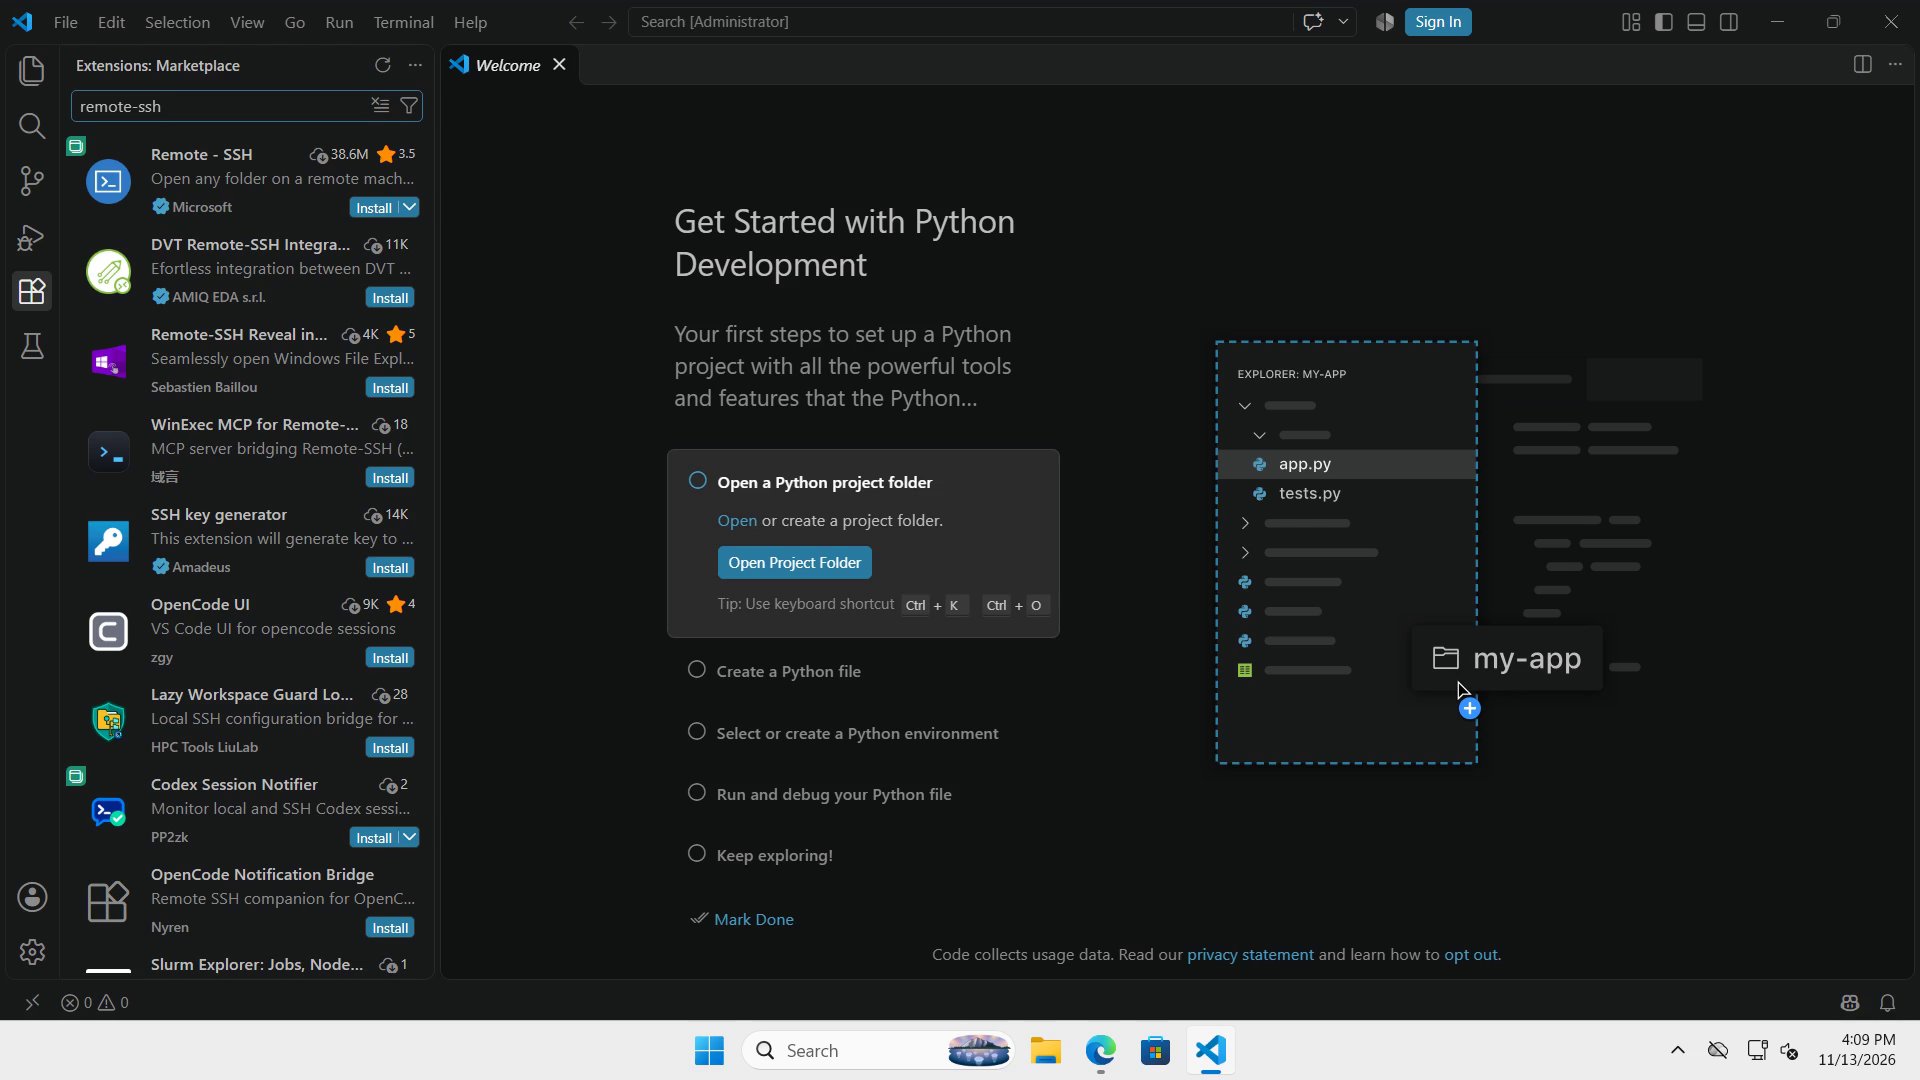 File Edit Selection View Go Run Terminal Help
Search [Administrator]
Sign In
Extensions: Marketplace
remote-ssh
Remote - SSH 38.6M 3.5
Open any folder on a remote mach...
Microsoft Install
DVT Remote-SSH Integra... 11K
Efortless integration between DVT ...
AMIQ EDA s.r.l. Install
Remote-SSH Reveal in... 4K 5
Seamlessly open Windows File Expl...
Sebastien Baillou Install
WinExec MCP for Remote-... 18
MCP server bridging Remote-SSH (...
域言 Install
SSH key generator 14K
This extension will generate key to ...
Amadeus Install
OpenCode UI 9K 4
VS Code UI for opencode sessions
zgy Install
Lazy Workspace Guard Lo... 28
Local SSH configuration bridge for ...
HPC Tools LiuLab Install
Codex Session Notifier 2
Monitor local and SSH Codex sessi...
PP2zk Install
OpenCode Notification Bridge
Remote SSH companion for OpenC...
Nyren Install
Slurm Explorer: Jobs, Node... 1
Welcome
Get Started with Python
Development
Your first steps to set up a Python
project with all the powerful tools
and features that the Python...
Open a Python project folder
Open or create a project folder.
Open Project Folder
Tip: Use keyboard shortcut Ctrl + K Ctrl + O
Create a Python file
Select or create a Python environment
Run and debug your Python file
Keep exploring!
Mark Done
EXPLORER: MY-APP
app.py
tests.py
my-app
Code collects usage data. Read our privacy statement and learn how to opt out.
0 0
Search
4:09 PM
11/13/2026